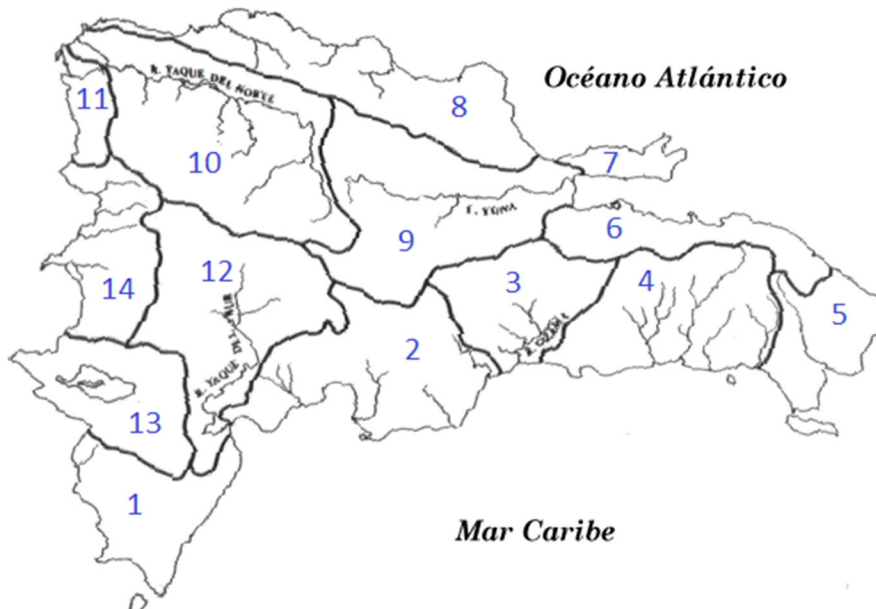 Océano Atlántico
R. YAQUE DEL NORTE
11
8
7
10
R. YUNA
6
9
12
3
4
14
5
R. OZAMA
2
R. YAQUE DEL SUR
13
1
Mar Caribe